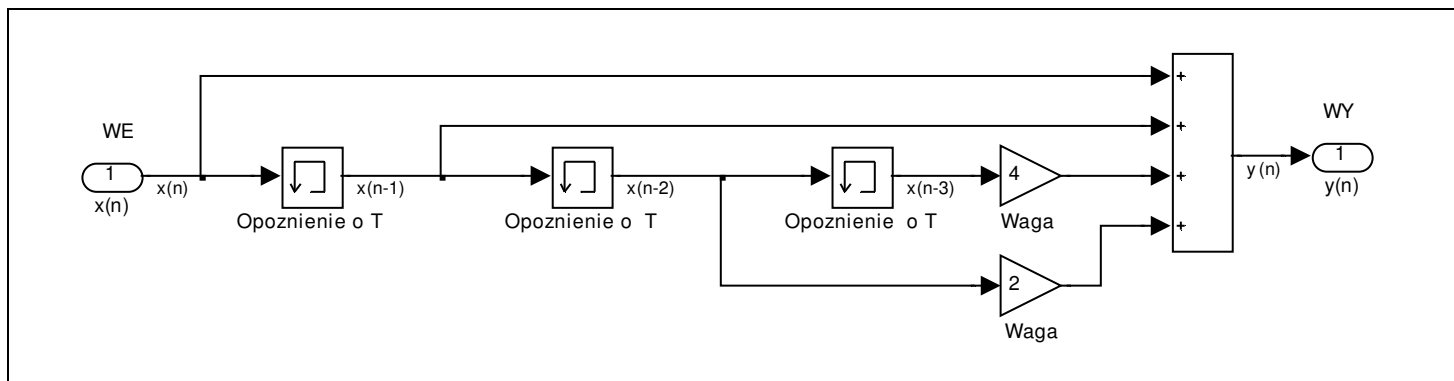 WE
1
x(n)
x(n)
Opoznienie o T
x(n-1)
Opoznienie o T
x(n-2)
Opoznienie o T
x(n-3)
4
Waga
2
Waga
+
+
+
+
y(n)
WY
1
y(n)